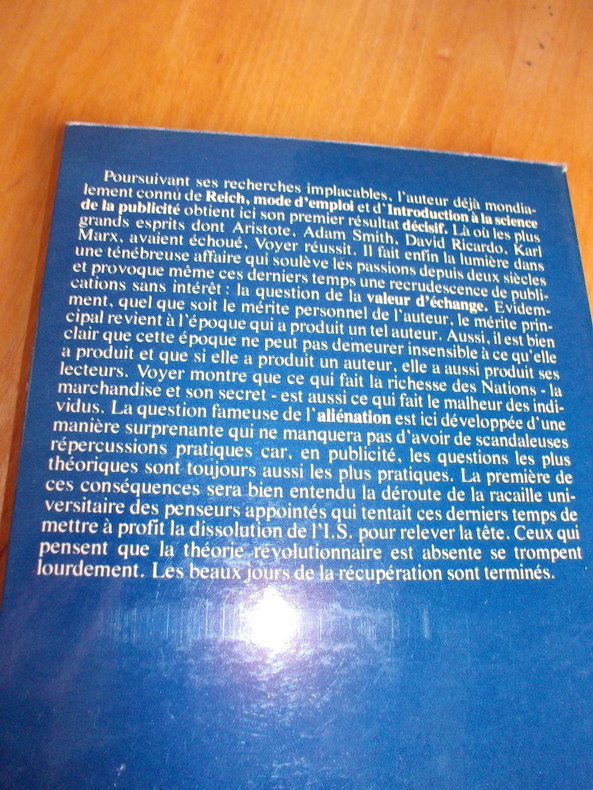 Poursuivant ses recherches implacables, l'auteur déjà mondia-
lement connu de Reich, mode d'emploi et d'Introduction à la science
de la publicité obtient ici son premier résultat décisif. Là où les plus
grands esprits dont Aristote, Adam Smith, David Ricardo, Karl
Marx, avaient échoué, Voyer réussit. Il fait enfin la lumière dans
une ténébreuse affaire qui soulève les passions depuis deux siècles
et provoque même ces derniers temps une recrudescence de publi-
cations sans intérêt : la question de la valeur d'échange. Evidem-
ment, quel que soit le mérite personnel de l'auteur, le mérite prin-
cipal revient à l'époque qui a produit un tel auteur. Aussi, il est bien
clair que cette époque ne peut pas demeurer insensible à ce qu'elle
a produit et que si elle a produit un auteur, elle a aussi produit ses
lecteurs. Voyer montre que ce qui fait la richesse des Nations - la
marchandise et son secret - est aussi ce qui fait le malheur des indi-
vidus. La question fameuse de l'aliénation est ici développée d'une
manière surprenante qui ne manquera pas d'avoir de scandaleuses
répercussions pratiques car, en publicité, les questions les plus
théoriques sont toujours aussi les plus pratiques. La première de
ces conséquences sera bien entendu la déroute de la racaille uni-
versitaire des penseurs appointés qui tentait ces derniers temps de
mettre à profit la dissolution de l'I.S. pour relever la tête. Ceux qui
pensent que la théorie révolutionnaire est absente se trompent
lourdement. Les beaux jours de la récupération sont terminés.